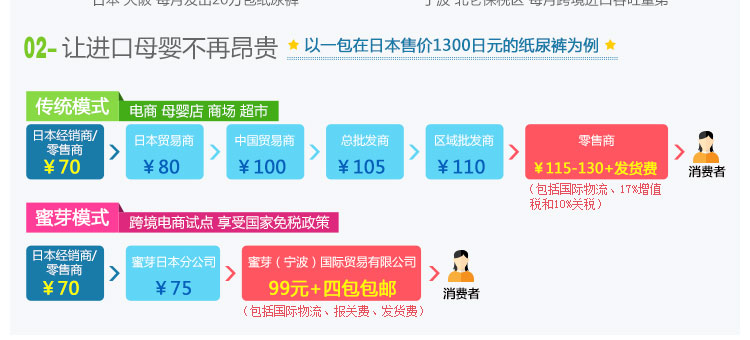 日本 大阪 每月发出20万包纸尿裤
宁波 北仑保税区 每月跨境进口吞吐量第
02- 让进口母婴不再昂贵
以一包在日本售价1300日元的纸尿裤为例
传统模式
电商 母婴店 商场 超市
日本经销商/
零售商
￥70
日本贸易商
￥80
中国贸易商
￥100
总批发商
￥105
区域批发商
￥110
零售商
￥115-130+发货费
(包括国际物流、17%增值
税和10%关税)
消费者
蜜芽模式
跨境电商试点 享受国家免税政策
日本经销商/
零售商
￥70
蜜芽日本分公司
￥75
蜜芽（宁波）国际贸易有限公司
99元+四包包邮
(包括国际物流、报关费、发货费)
消费者